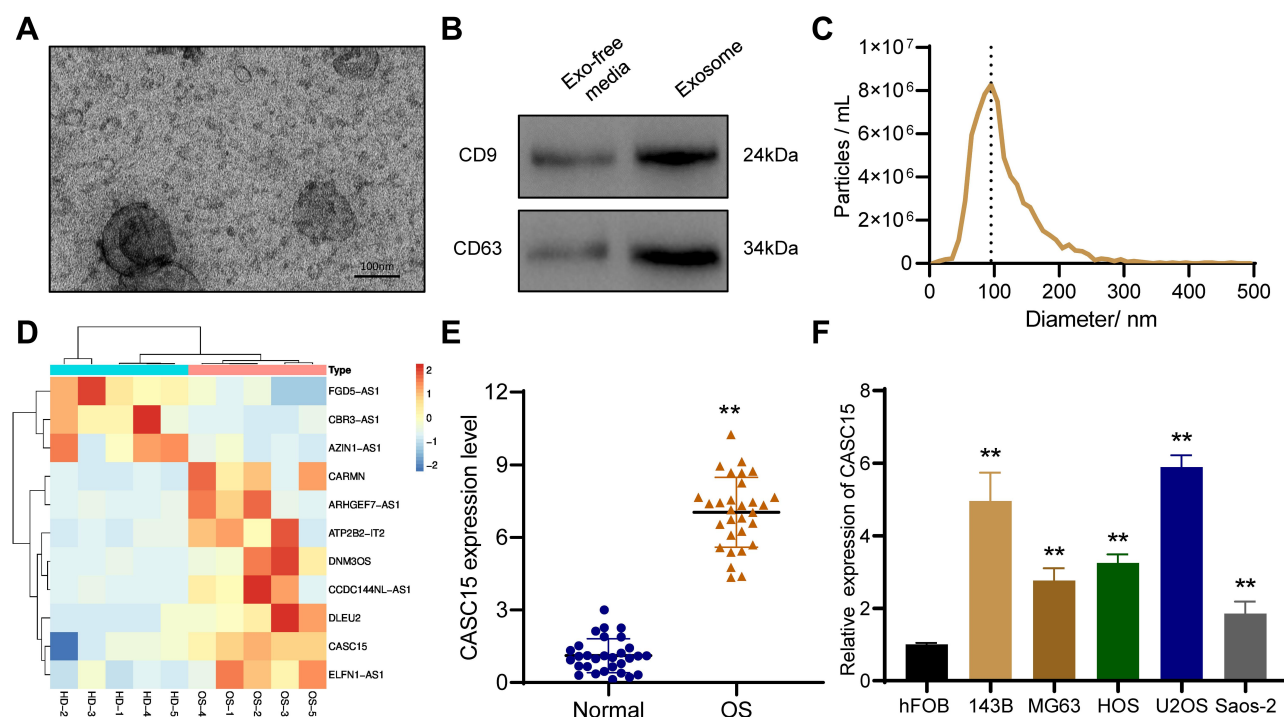 A
100nm
B
Exo-free
media
Exosome
CD9
24kDa
CD63
34kDa
C
1×10⁷
8×10⁶
6×10⁶
4×10⁶
2×10⁶
0
Particles / mL
0 100 200 300 400 500
Diameter/ nm
D
Type
2
1
0
−1
−2
FGD5−AS1
CBR3−AS1
AZIN1−AS1
CARMN
ARHGEF7−AS1
ATP2B2−IT2
DNM3OS
CCDC144NL−AS1
DLEU2
CASC15
ELFN1−AS1
HD−2 HD−3 HD−1 HD−4 HD−5 OS−4 OS−1 OS−2 OS−3 OS−5
E
CASC15 expression level
12
9
6
3
0
**
Normal OS
F
Relative expression of CASC15
8
6
4
2
0
** ** ** ** **
hFOB 143B MG63 HOS U2OS Saos-2